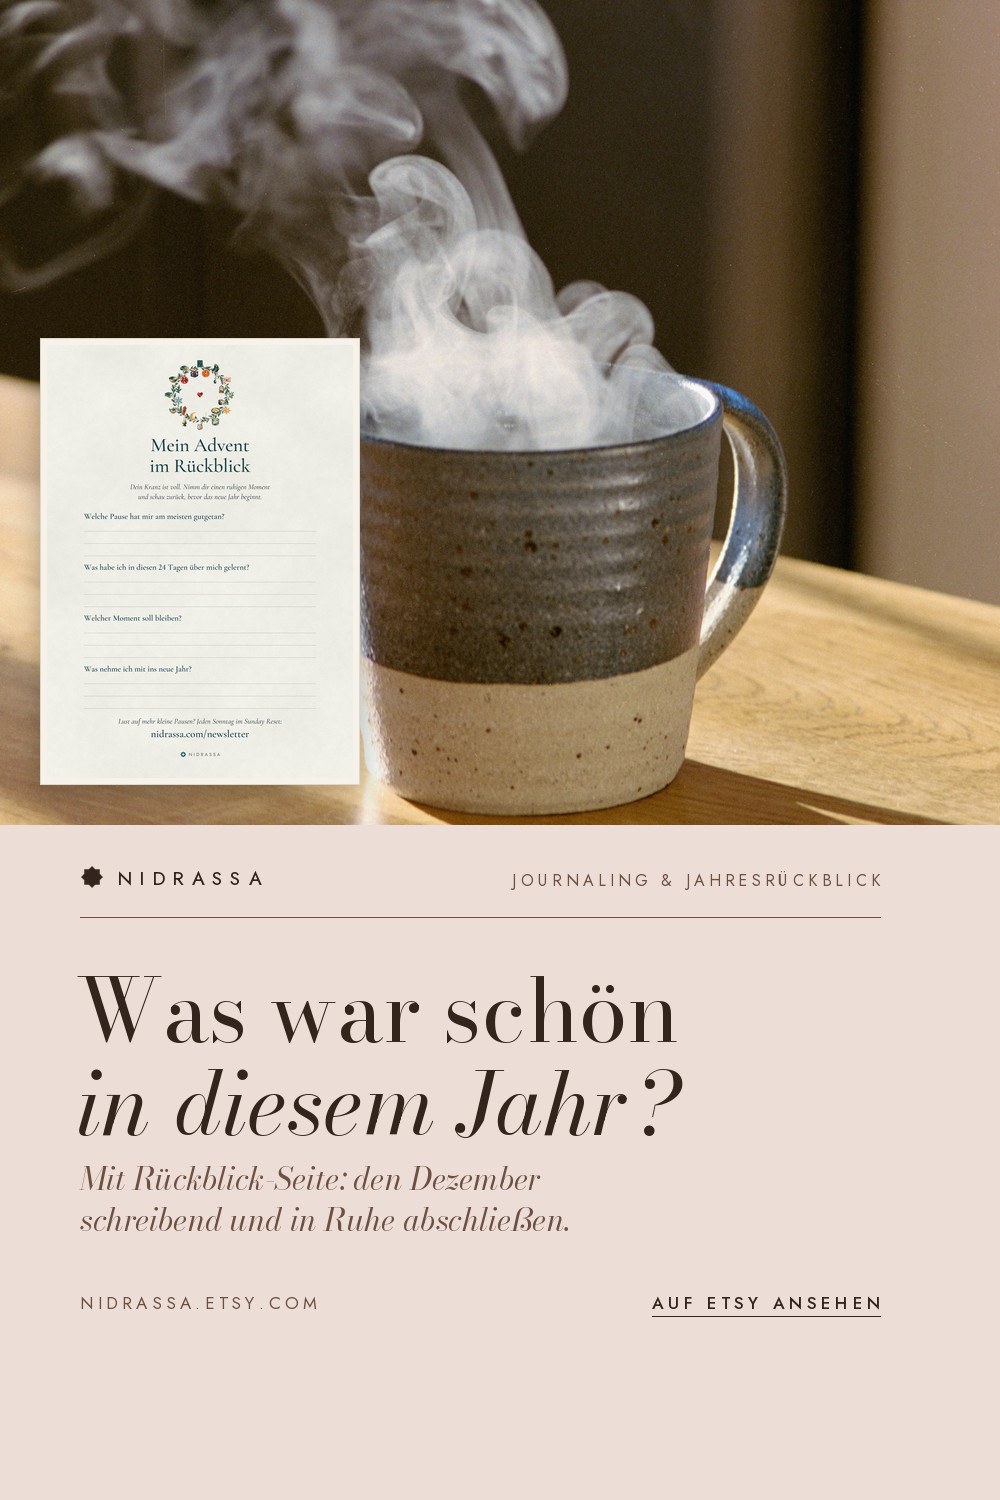 Mein Advent
im Rückblick
Dein Kranz ist voll. Nimm dir einen ruhigen Moment
und schau zurück, bevor das neue Jahr beginnt.
Welche Pause hat mir am meisten gutgetan?
Was habe ich in diesen 24 Tagen über mich gelernt?
Welcher Moment soll bleiben?
Was nehme ich mit ins neue Jahr?
Lust auf mehr kleine Pausen? Jeden Sonntag im Sunday Reset.
nidrassa.com/newsletter
NIDRASSA
NIDRASSA
JOURNALING & JAHRESRÜCKBLICK
Was war schön
in diesem Jahr?
Mit Rückblick-Seite: den Dezember
schreibend und in Ruhe abschließen.
NIDRASSA.ETSY.COM
AUF ETSY ANSEHEN